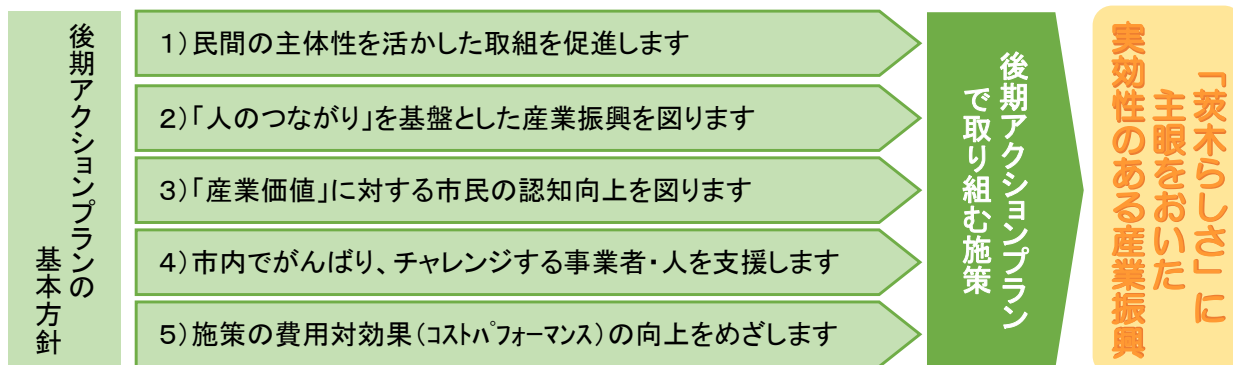 後期アクションプランの
基本方針
1）民間の主体性を活かした取組を促進します
2）「人のつながり」を基盤とした産業振興を図ります
3）「産業価値」に対する市民の認知向上を図ります
4）市内でがんばり、チャレンジする事業者・人を支援します
5）施策の費用対効果（ｺｽﾄﾊﾟﾌｫｰﾏﾝｽ）の向上をめざします
後期アクションプラン
で取り組む施策
「茨木らしさ」に
主眼をおいた
実効性のある産業振興